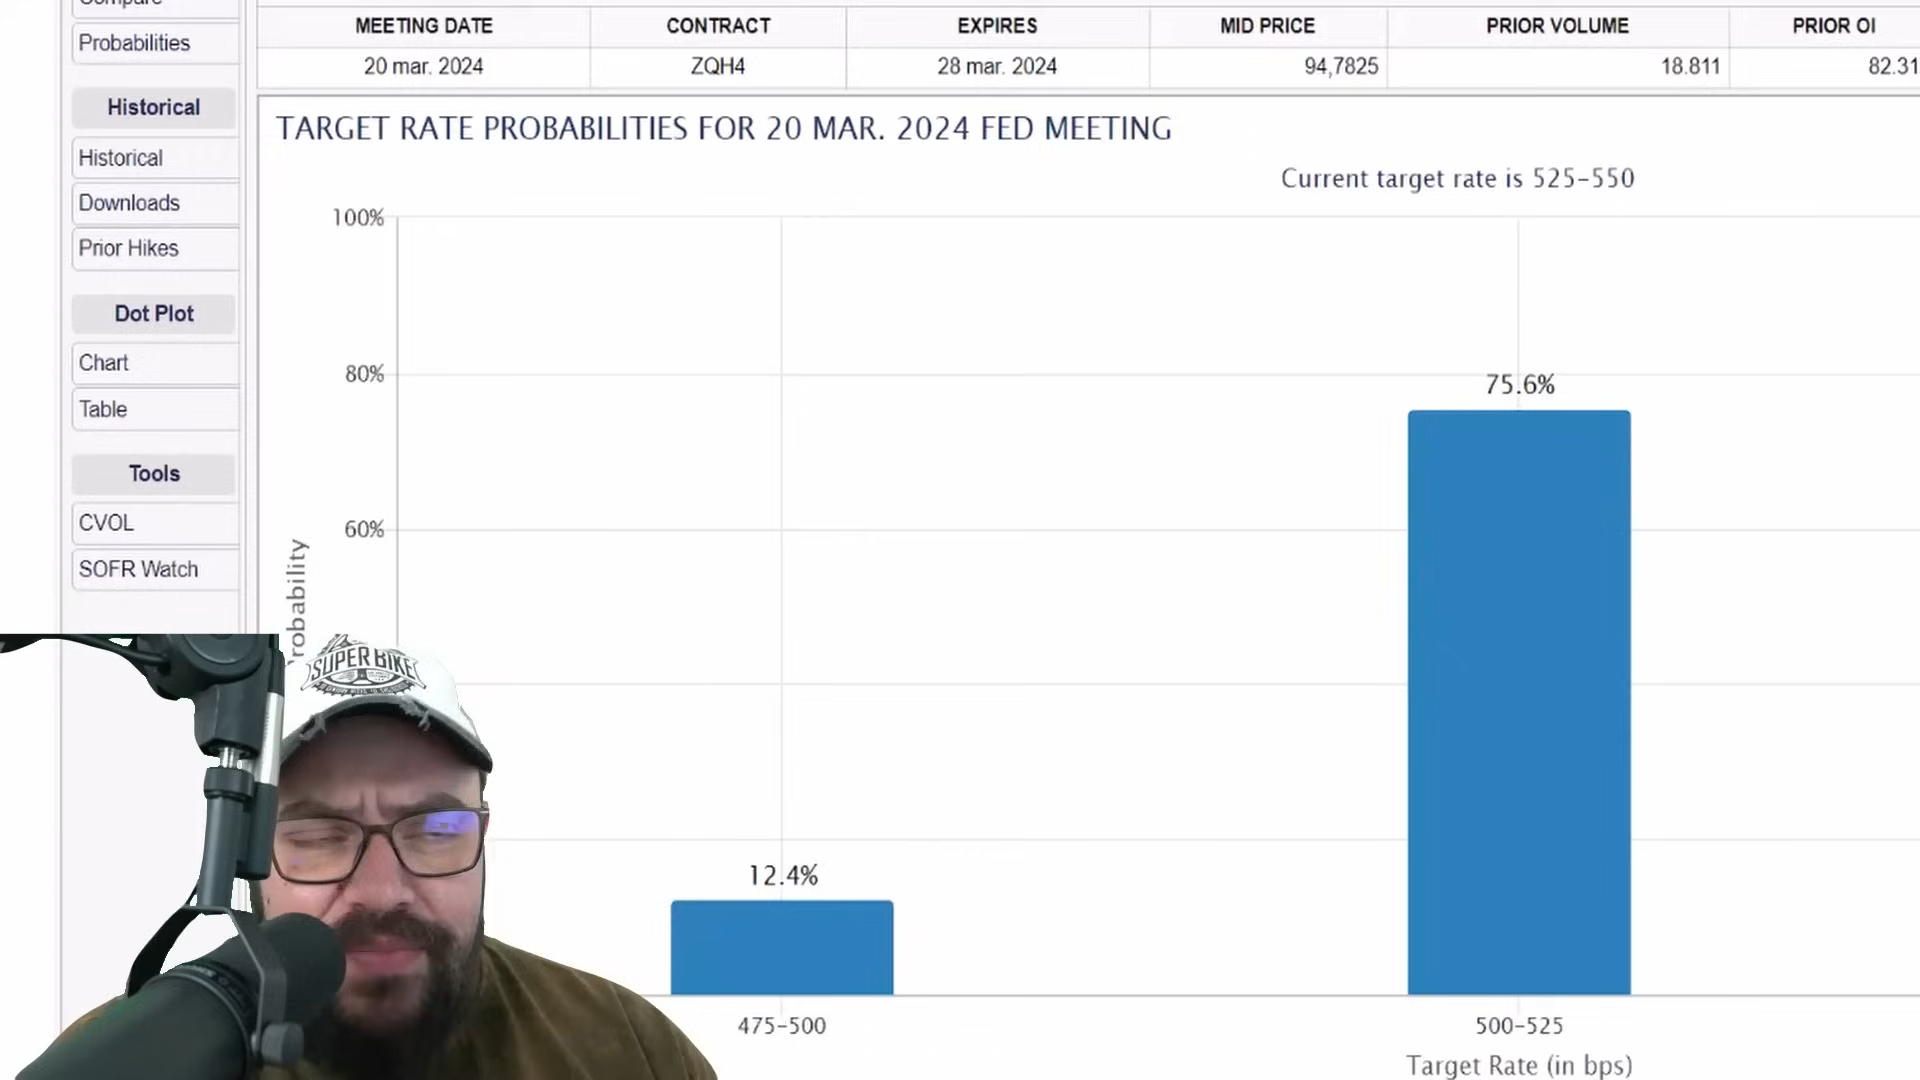 Compare
Probabilities
Historical
Historical
Downloads
Prior Hikes
Dot Plot
Chart
Table
Tools
CVOL
SOFR Watch
MEETING DATE CONTRACT EXPIRES MID PRICE PRIOR VOLUME PRIOR OI
20 mar. 2024 ZQH4 28 mar. 2024 94,7825 18.811 82.31
TARGET RATE PROBABILITIES FOR 20 MAR. 2024 FED MEETING
Current target rate is 525-550
100%
80%
60%
robability
75.6%
12.4%
475-500
500-525
Target Rate (in bps)
SUPER BIKE